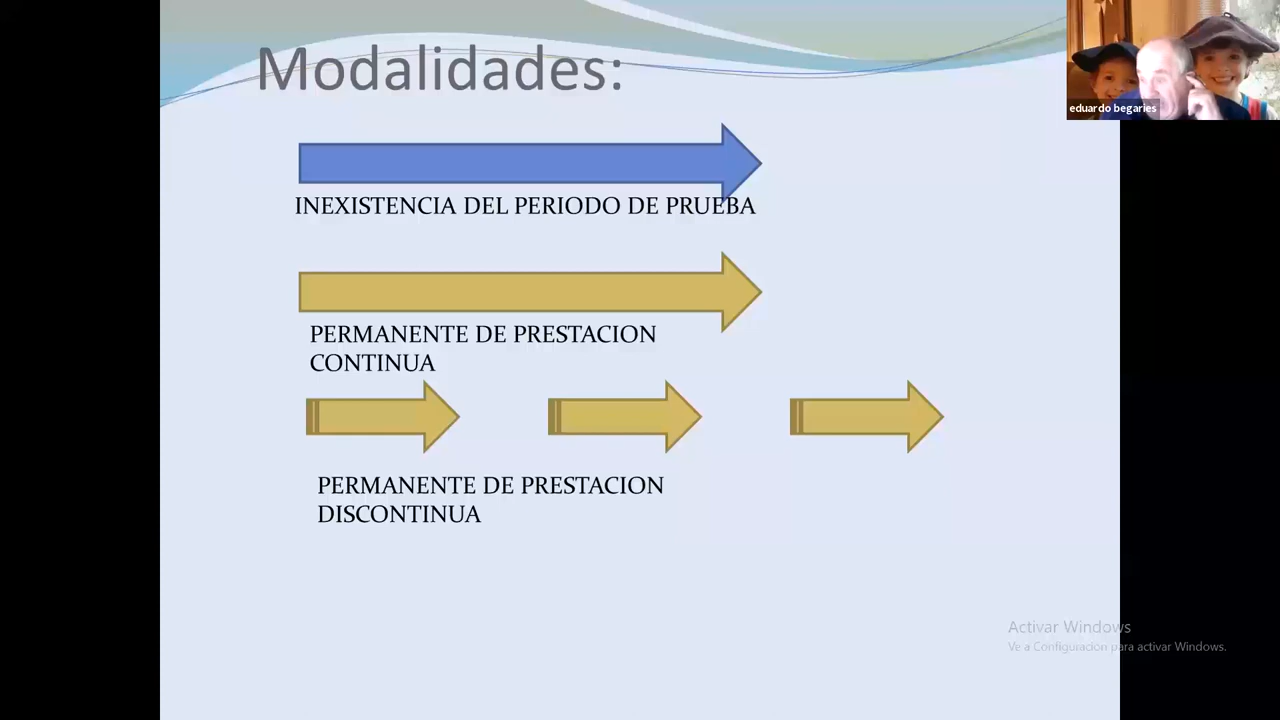 Modalidades:
eduardo begaries
INEXISTENCIA DEL PERIODO DE PRUEBA
PERMANENTE DE PRESTACION
CONTINUA
PERMANENTE DE PRESTACION
DISCONTINUA
Activar Windows
Ve a Configuración para activar Windows.